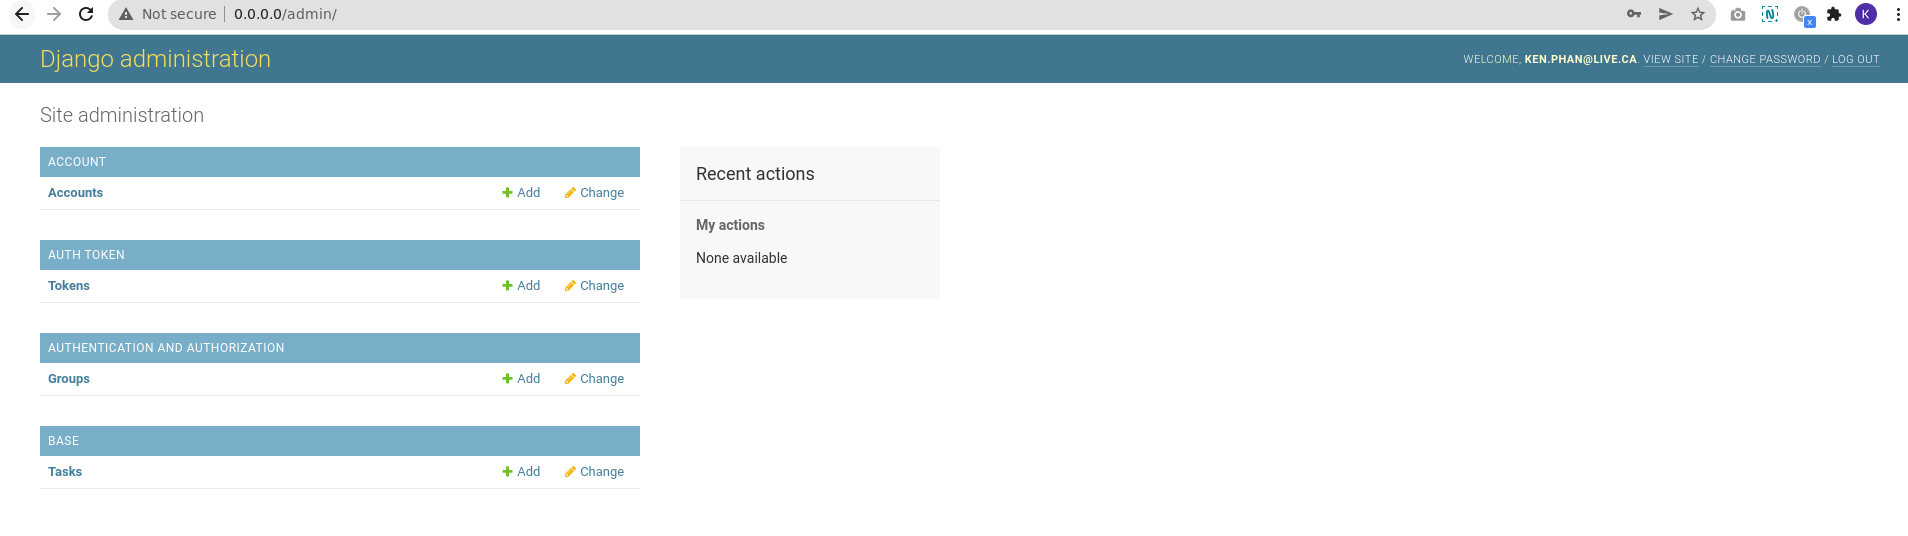 Not secure 0.0.0.0/admin/
K
x
Django administration
WELCOME, KEN.PHAN@LIVE.CA. VIEW SITE / CHANGE PASSWORD / LOG OUT
Site administration
ACCOUNT
Accounts Add Change
AUTH TOKEN
Tokens Add Change
AUTHENTICATION AND AUTHORIZATION
Groups Add Change
BASE
Tasks Add Change
Recent actions
My actions
None available